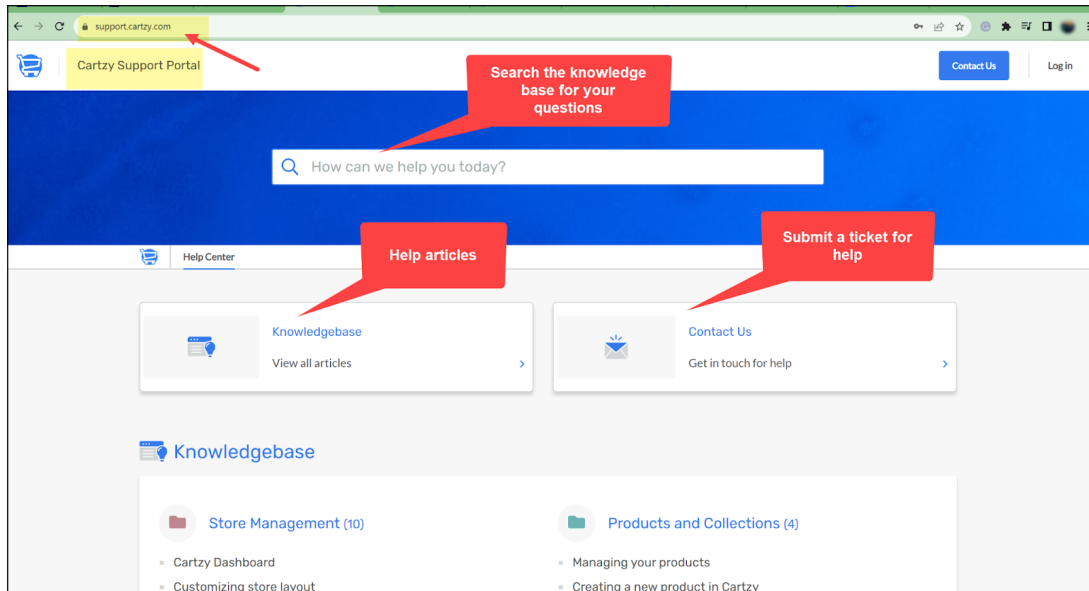 support.cartzy.com
Cartzy Support Portal
Contact Us
Log in
Search the knowledge
base for your
questions
How can we help you today?
Help Center
Help articles
Submit a ticket for
help
Knowledgebase
View all articles
Contact Us
Get in touch for help
Knowledgebase
Store Management (10)
Cartzy Dashboard
Customizing store layout
Products and Collections (4)
Managing your products
Creating a new product in Cartzy